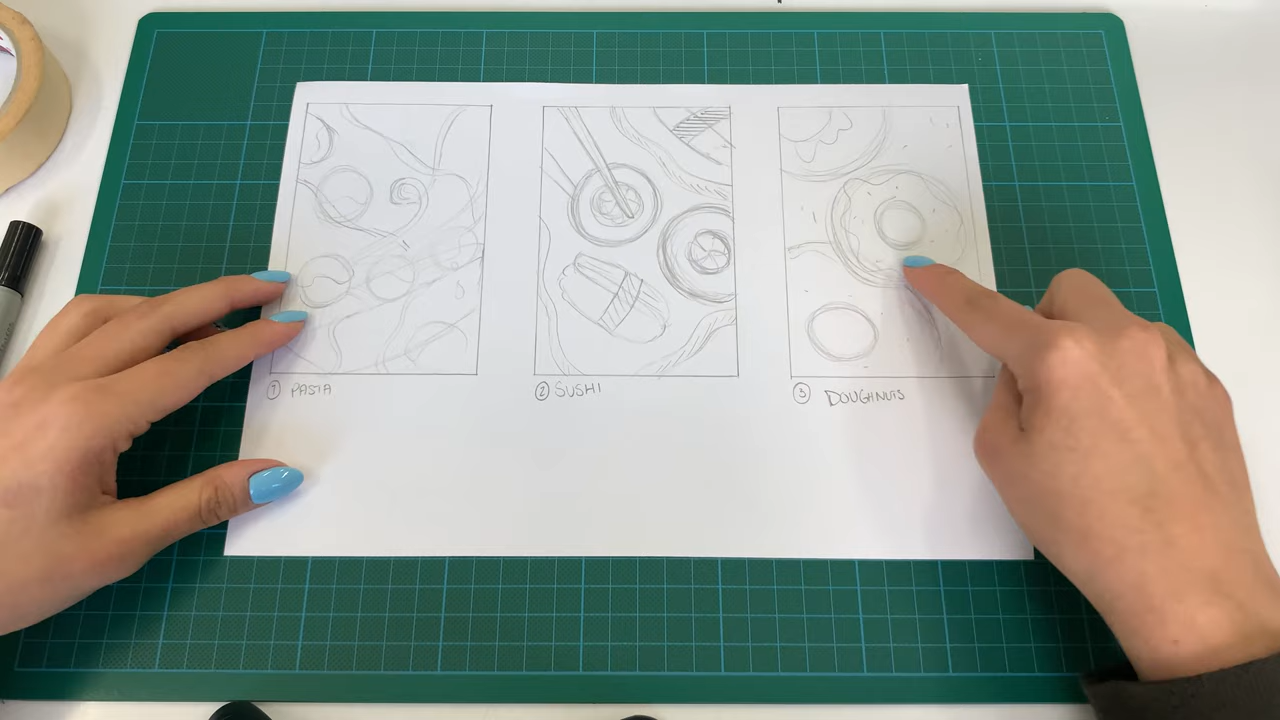 ① PASTA
② SUSHI
③ DOUGHNUTS